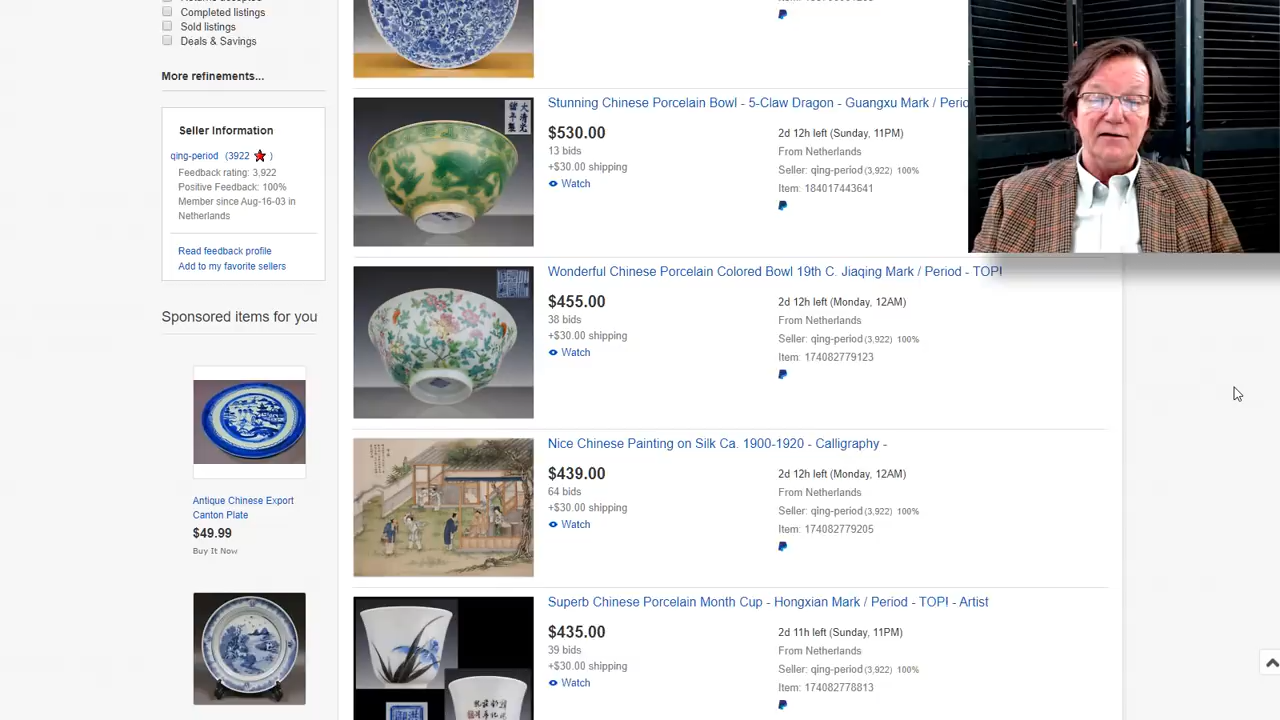 Completed listings
Sold listings
Deals & Savings
More refinements...
Seller Information
qing-period (3922 )
Feedback rating: 3,922
Positive Feedback: 100%
Member since Aug-16-03 in
Netherlands
Read feedback profile
Add to my favorite sellers
Sponsored items for you
Antique Chinese Export
Canton Plate
$49.99
Buy It Now
Stunning Chinese Porcelain Bowl - 5-Claw Dragon - Guangxu Mark / Perio
$530.00
2d 12h left (Sunday, 11PM)
13 bids
From Netherlands
+$30.00 shipping
Seller: qing-period (3,922) 100%
Watch
Item: 184017443641
大清光
緒年製
Wonderful Chinese Porcelain Colored Bowl 19th C. Jiaqing Mark / Period - TOP!
$455.00
2d 12h left (Monday, 12AM)
38 bids
From Netherlands
+$30.00 shipping
Seller: qing-period (3,922) 100%
Watch
Item: 174082779123
Nice Chinese Painting on Silk Ca. 1900-1920 - Calligraphy -
$439.00
2d 12h left (Monday, 12AM)
64 bids
From Netherlands
+$30.00 shipping
Seller: qing-period (3,922) 100%
Watch
Item: 174082779205
Superb Chinese Porcelain Month Cup - Hongxian Mark / Period - TOP! - Artist
$435.00
2d 11h left (Sunday, 11PM)
39 bids
From Netherlands
+$30.00 shipping
Seller: qing-period (3,922) 100%
Watch
Item: 174082778813